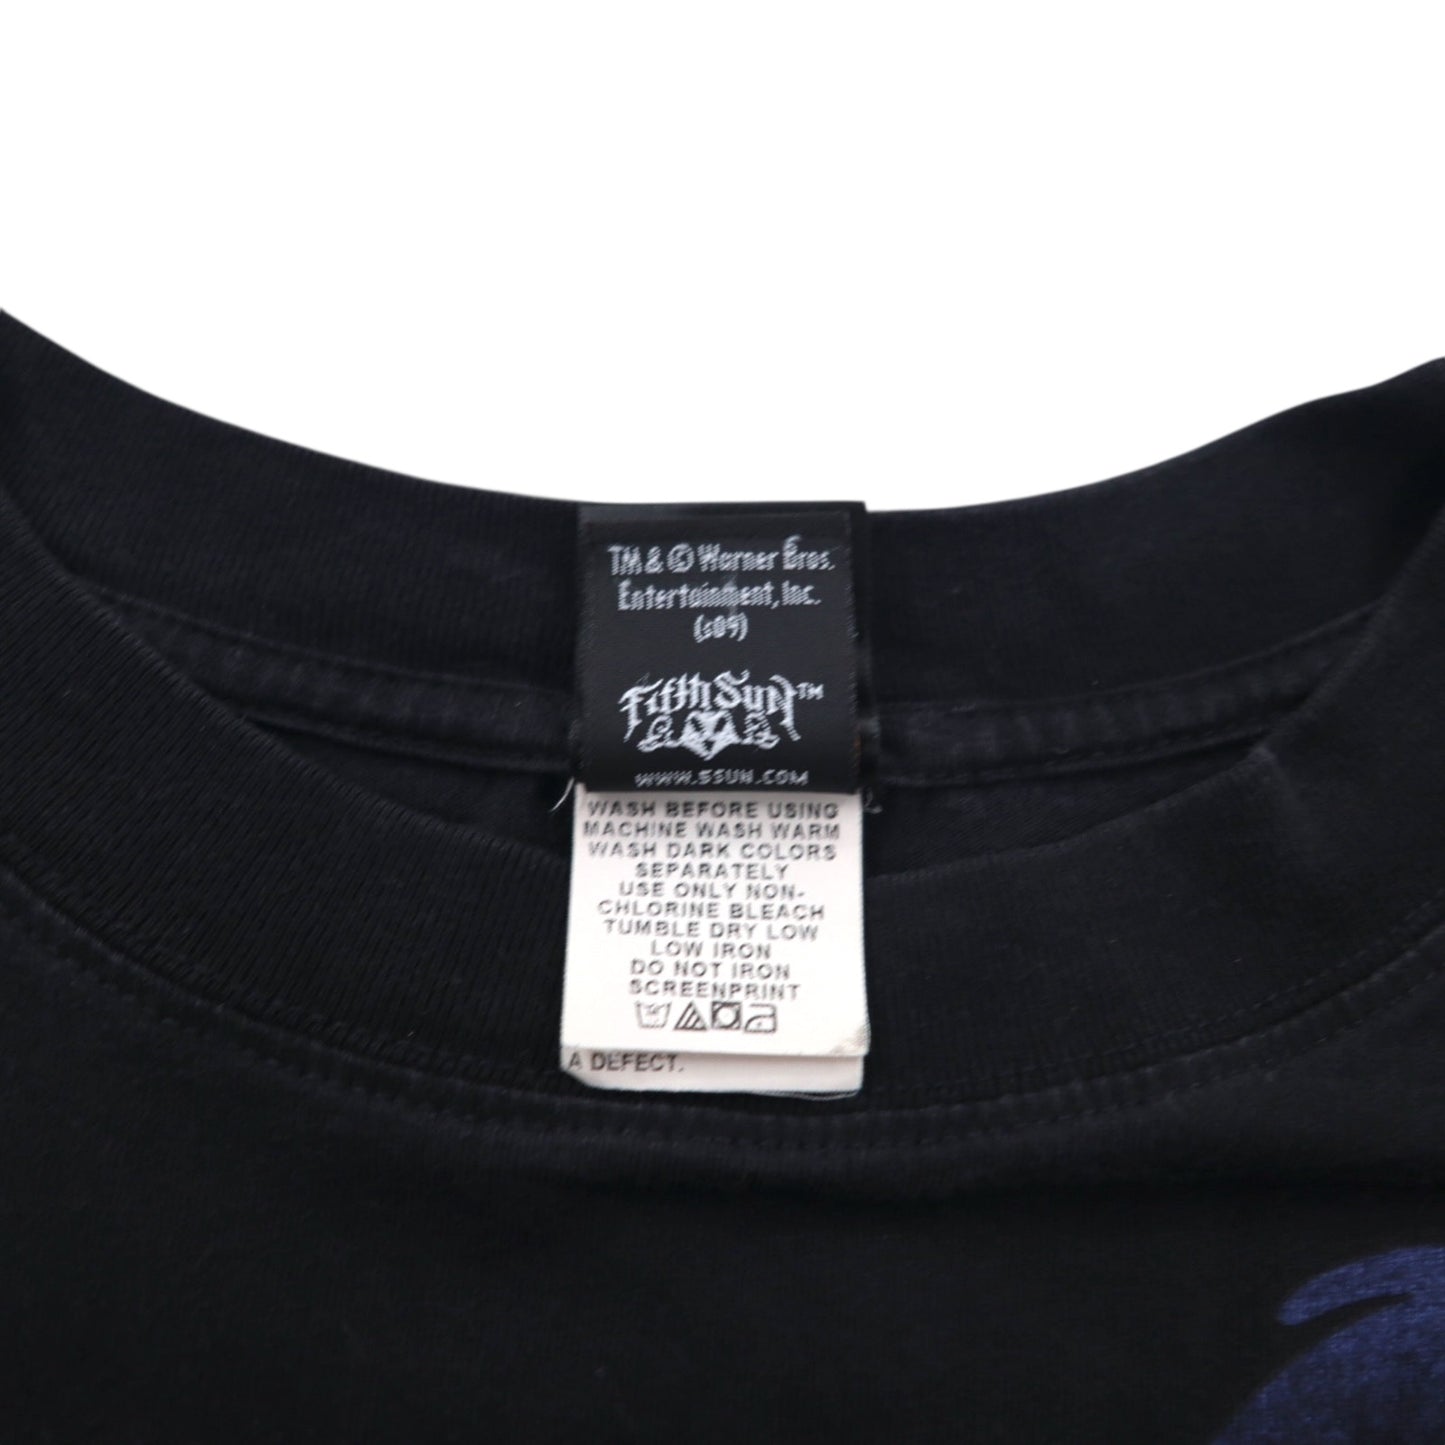 TM & © Warner Bros.
Entertainment, Inc.
(s09)
Fifth Sun™
WWW.5SUN.COM
WASH BEFORE USING
MACHINE WASH WARM
WASH DARK COLORS
SEPARATELY
USE ONLY NON-
CHLORINE BLEACH
TUMBLE DRY LOW
LOW IRON
DO NOT IRON
SCREENPRINT
A DEFECT.